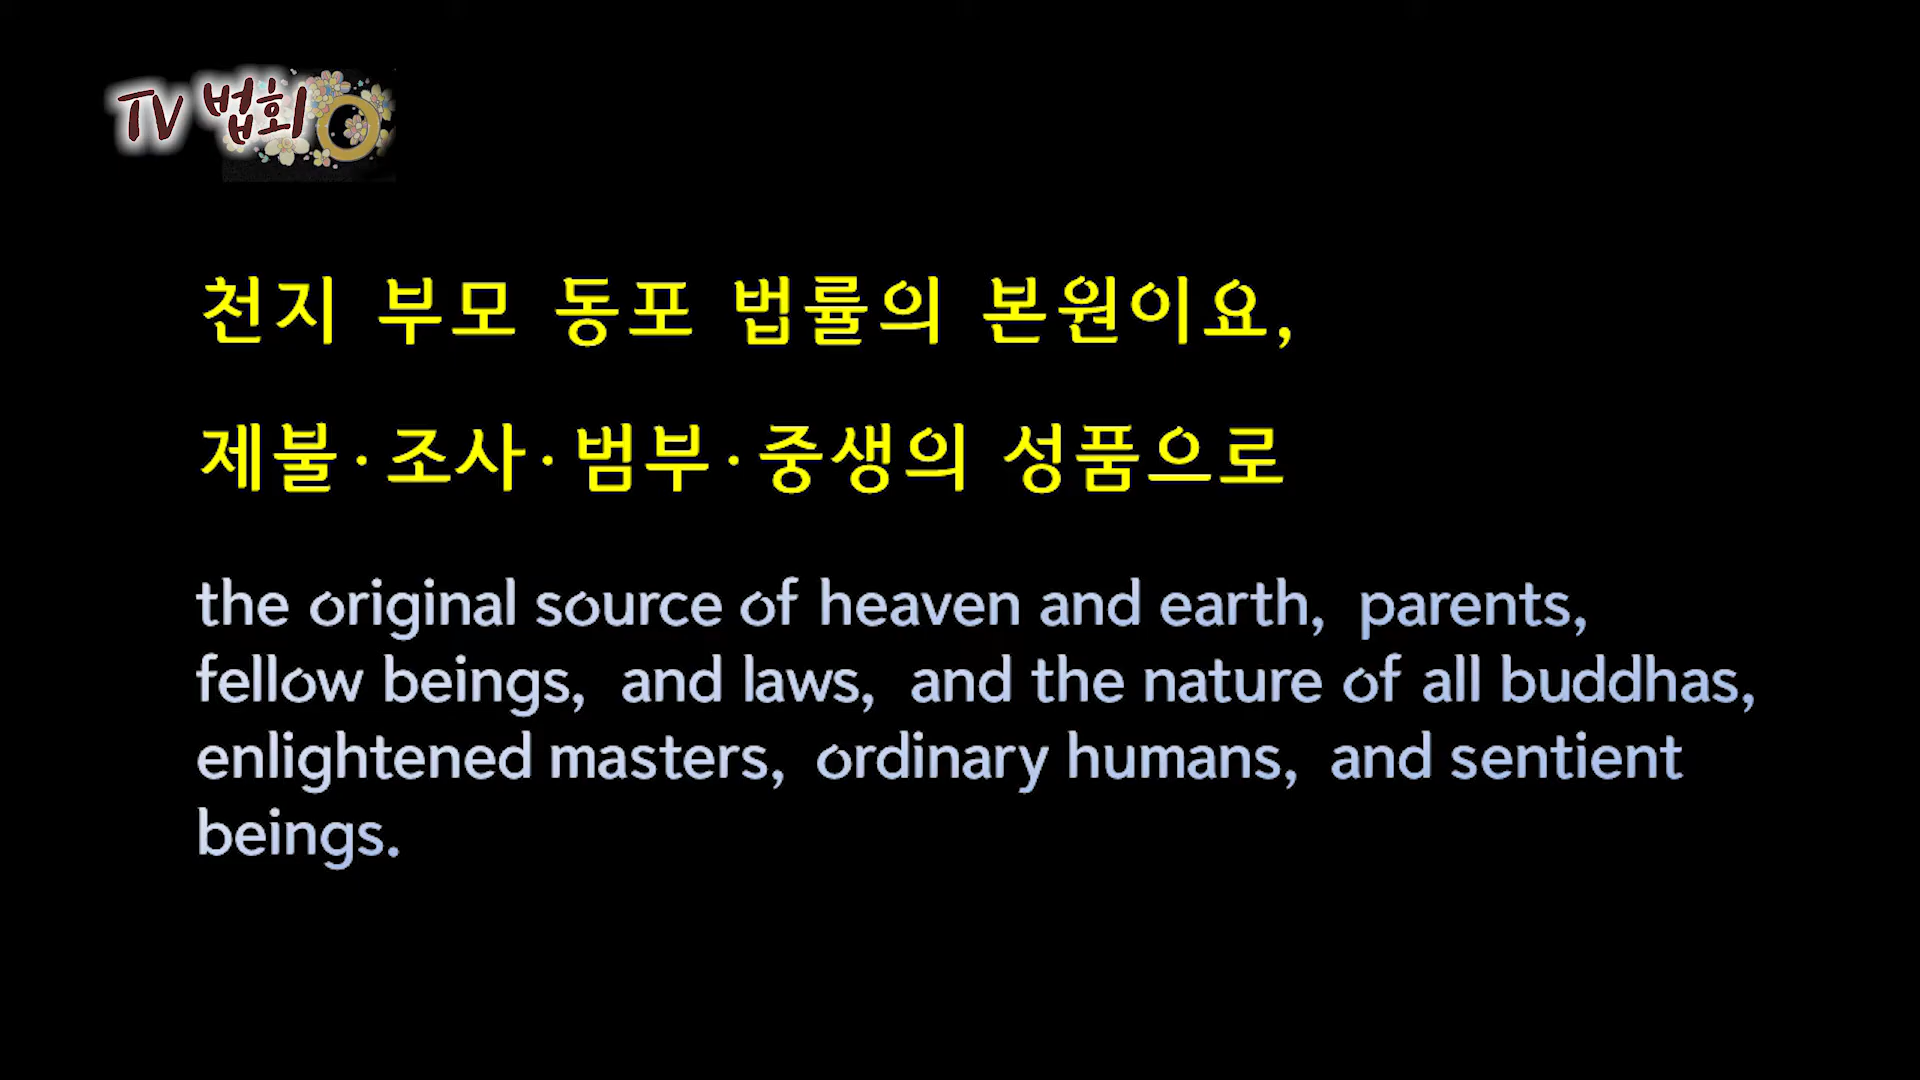 TV 법회
천지 부모 동포 법률의 본원이요,
제불·조사·범부·중생의 성품으로
the original source of heaven and earth, parents,
fellow beings, and laws, and the nature of all buddhas,
enlightened masters, ordinary humans, and sentient
beings.